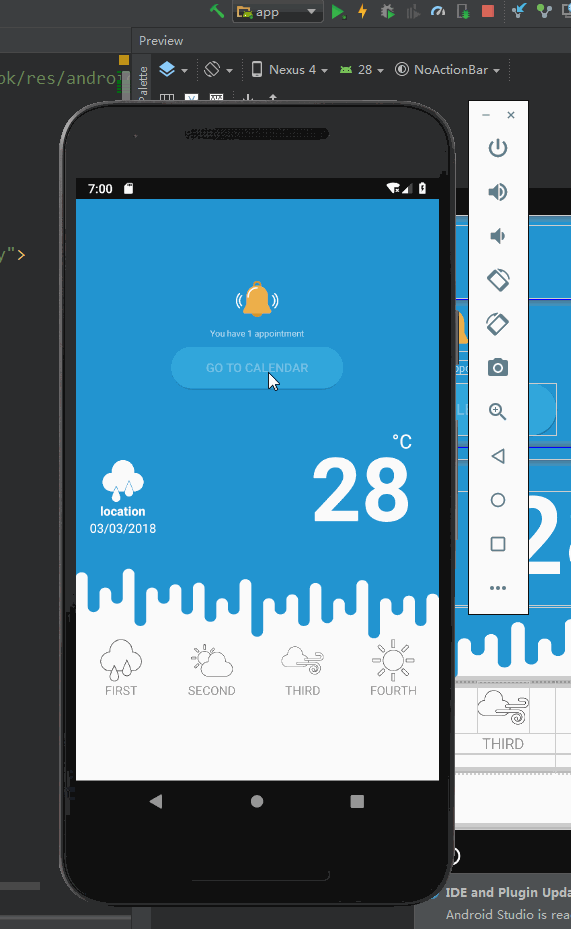 app
Preview
ok/res/androi
Palette
Nexus 4
28
NoActionBar
7:00
y">
You have 1 appointment
GO TO CALENDAR
°C
28
location
03/03/2018
FIRST
SECOND
THIRD
FOURTH
THIRD
IDE and Plugin Upda
Android Studio is rea